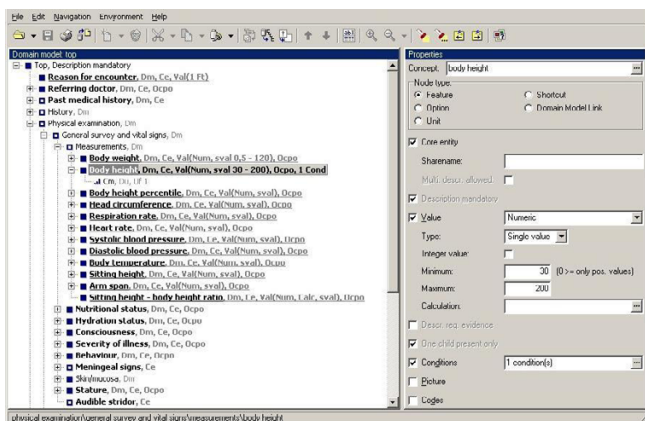 File Edit Navigation Environment Help
Domain model: top
Top, Description mandatory
Reason for encounter, Dm, Ce, Val(1 Ft)
Referring doctor, Dm, Ce, Ocpo
Past medical history, Dm, Ce
History, Dm
Physical examination, Dm
General survey and vital signs, Dm
Measurements, Dm
Body weight, Dm, Ce, Val(Num, sval 0,5 - 120), Ocpo
Body height, Dm, Ce, Val(Num, sval 30 - 200), Ocpo, 1 Cond
Cm, Du, Df 1
Body height percentile, Dm, Ce, Val(Num, sval), Ocpo
Head circumference, Dm, Ce, Val(Num, sval), Ocpo
Respiration rate, Dm, Ce, Val(Num, sval), Ocpo
Heart rate, Dm, Ce, Val(Num, sval), Ocpo
Systolic blood pressure, Dm, Ce, Val(Num, sval), Ocpo
Diastolic blood pressure, Dm, Ce, Val(Num, sval), Ocpo
Body temperature, Dm, Ce, Val(Num, sval), Ocpo
Sitting height, Dm, Ce, Val(Num, sval), Ocpo
Arm span, Dm, Ce, Val(Num, sval), Ocpo
Sitting height - body height ratio, Dm, Ce, Val(Num, Calc, sval), Ocpo
Nutritional status, Dm, Ce, Ocpo
Hydration status, Dm, Ce, Ocpo
Consciousness, Dm, Ce, Ocpo
Severity of illness, Dm, Ce, Ocpo
Behaviour, Dm, Ce, Ocpo
Meningeal signs, Ce
Skin/mucosa, Dm
Stature, Dm, Ce, Ocpo
Audible stridor, Ce
physical examination\general survey and vital signs\measurements\body height
Properties
Concept: body height ...
Node type:
Feature Shortcut
Option Domain Model Link
Unit
Core entity
Sharename:
Multi. descr. allowed:
Description mandatory
Value Numeric
Type: Single value
Integer value:
Minimum: 30 (0 >= only pos. values)
Maximum: 200
Calculation: ...
Descr. req. evidence
One child present only
Conditions 1 condition(s) ...
Picture
Codes